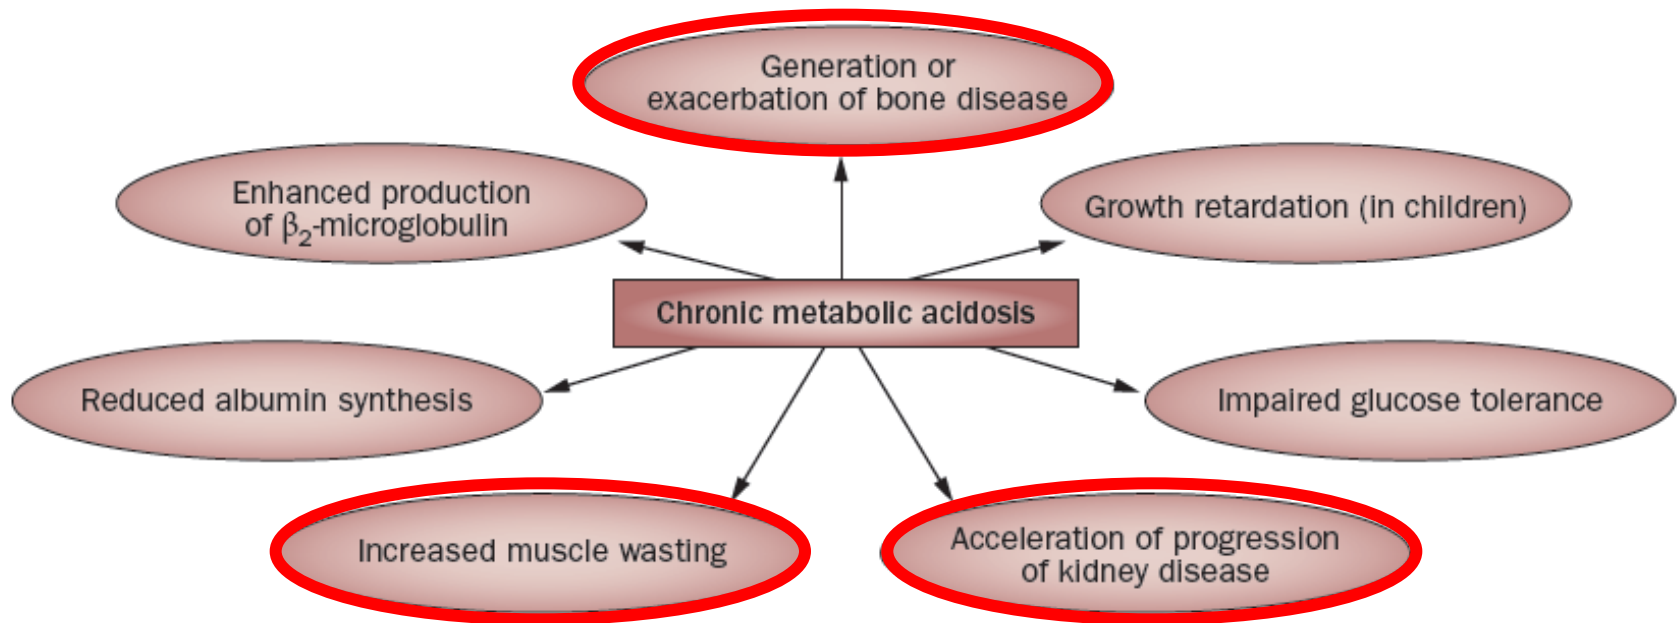 Generation or
exacerbation of bone disease
Enhanced production
of β₂-microglobulin
Growth retardation (in children)
Chronic metabolic acidosis
Reduced albumin synthesis
Impaired glucose tolerance
Increased muscle wasting
Acceleration of progression
of kidney disease